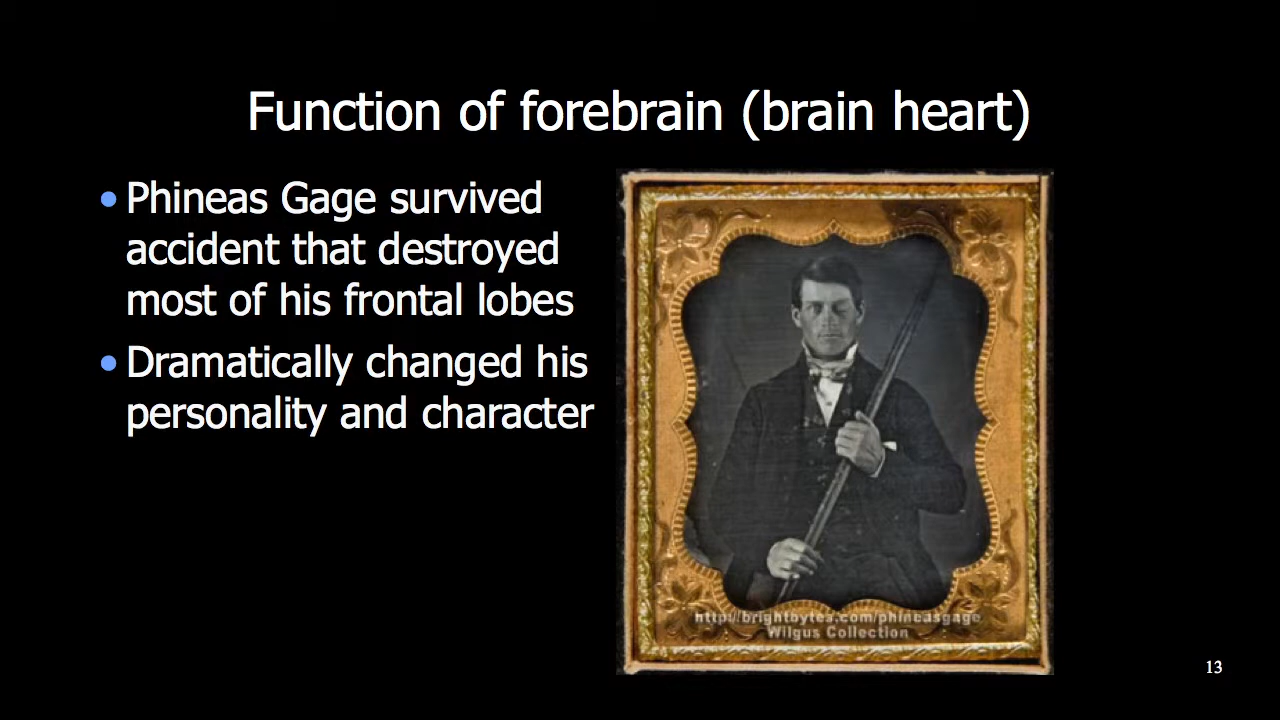 Function of forebrain (brain heart)
• Phineas Gage survived
accident that destroyed
most of his frontal lobes
• Dramatically changed his
personality and character
http://brightbytes.com/phineasgage
Wilgus Collection
13